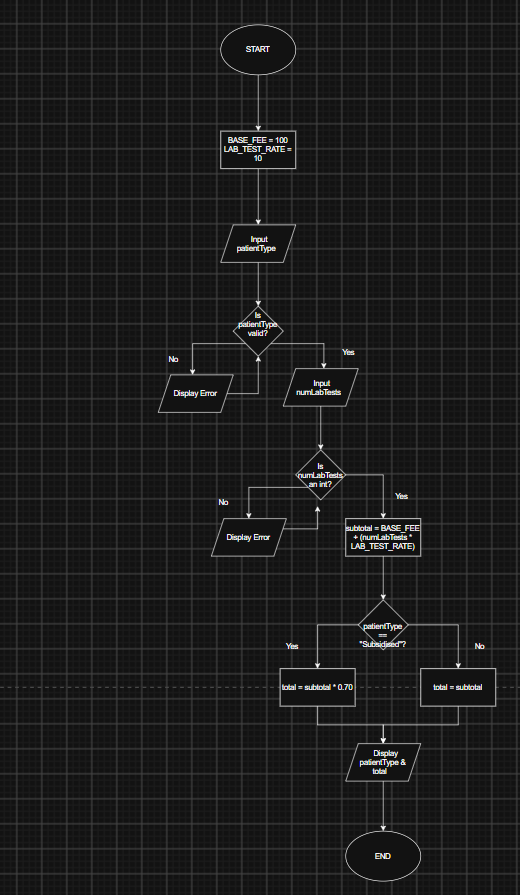 START
BASE_FEE = 100
LAB_TEST_RATE =
10
Input
patientType
Is
patientType
valid?
No
Yes
Display Error
Input
numLabTests
Is
numLabTests
an int?
No
Yes
Display Error
subtotal = BASE_FEE
+ (numLabTests *
LAB_TEST_RATE)
patientType
==
"Subsidised"?
Yes
No
total = subtotal * 0.70
total = subtotal
Display
patientType &
total
END